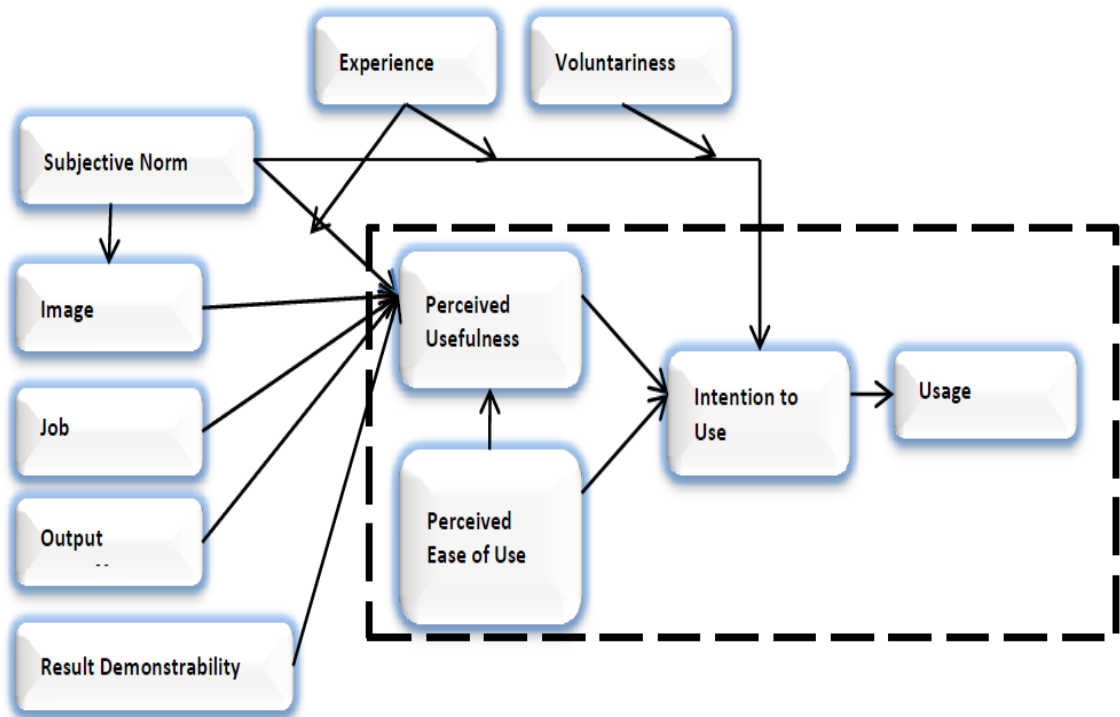 Experience
Voluntariness
Subjective Norm
Image
Perceived
Usefulness
Job
Intention to
Use
Usage
Output
Perceived
Ease of Use
Result Demonstrability